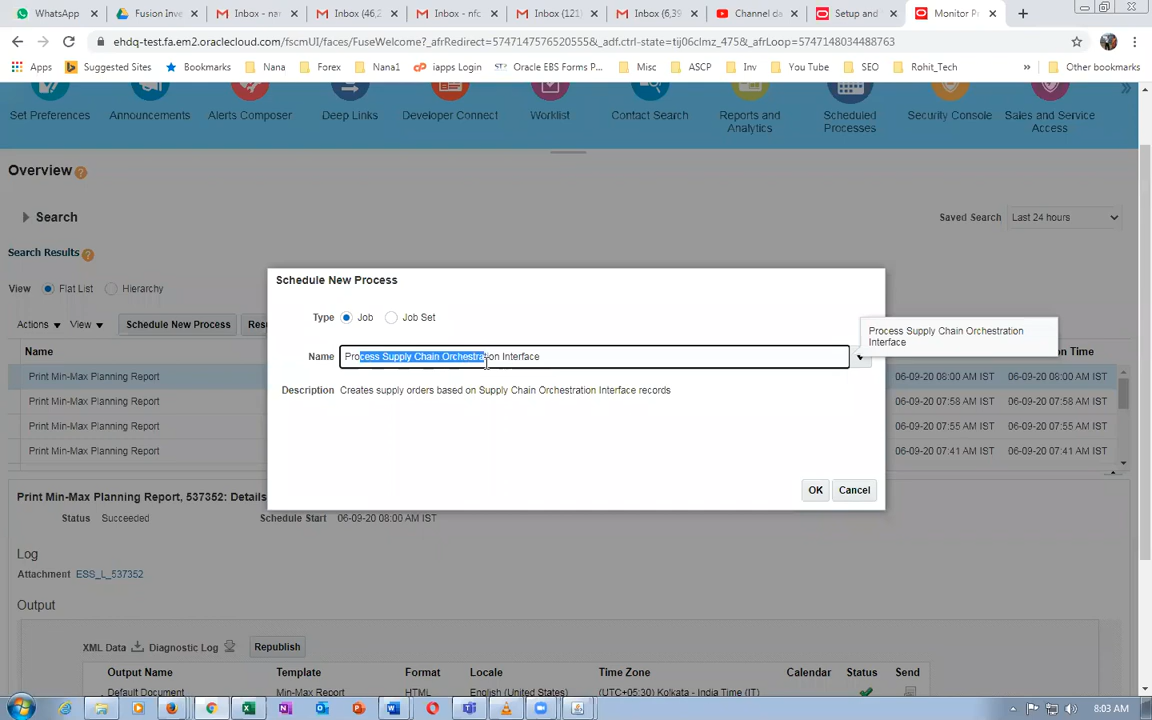 WhatsApp
Fusion Inve
Inbox - nar
Inbox (46,2
Inbox - nfc
Inbox (121
Inbox (6,39
Channel da
Setup and
Monitor Pr
ehdq-test.fa.em2.oraclecloud.com/fscmUI/faces/FuseWelcome?_afrRedirect=5747147576520555&_adf.ctrl-state=tij06clmz_475&_afrLoop=5747148034488763
Apps
Suggested Sites
Bookmarks
Nana
Forex
Nana1
iapps Login
Oracle EBS Forms P...
Misc
ASCP
Inv
You Tube
SEO
Rohit_Tech
»
Other bookmarks
Set Preferences
Announcements
Alerts Composer
Deep Links
Developer Connect
Worklist
Contact Search
Reports and
Analytics
Scheduled
Processes
Security Console
Sales and Service
Access
Overview
Search
Saved Search
Last 24 hours
Search Results
View
Flat List
Hierarchy
Actions
View
Schedule New Process
Name
on Time
Print Min-Max Planning Report
06-09-20 08:00 AM IST
06-09-20 08:00 AM IST
Print Min-Max Planning Report
06-09-20 07:58 AM IST
06-09-20 07:58 AM IST
Print Min-Max Planning Report
06-09-20 07:55 AM IST
06-09-20 07:55 AM IST
Print Min-Max Planning Report
06-09-20 07:41 AM IST
06-09-20 07:41 AM IST
Schedule New Process
Type
Job
Job Set
Name
Process Supply Chain Orchestration Interface
Process Supply Chain Orchestration
Interface
Description
Creates supply orders based on Supply Chain Orchestration Interface records
OK
Cancel
Print Min-Max Planning Report, 537352: Details
Status
Succeeded
Schedule Start
06-09-20 08:00 AM IST
Log
Attachment
ESS_L_537352
Output
XML Data
Diagnostic Log
Republish
Output Name
Template
Format
Locale
Time Zone
Calendar
Status
Send
Default Document
Min-Max Report
HTML
English (United States)
(UTC+05:30) Kolkata - India Time (IT)
8:03 AM